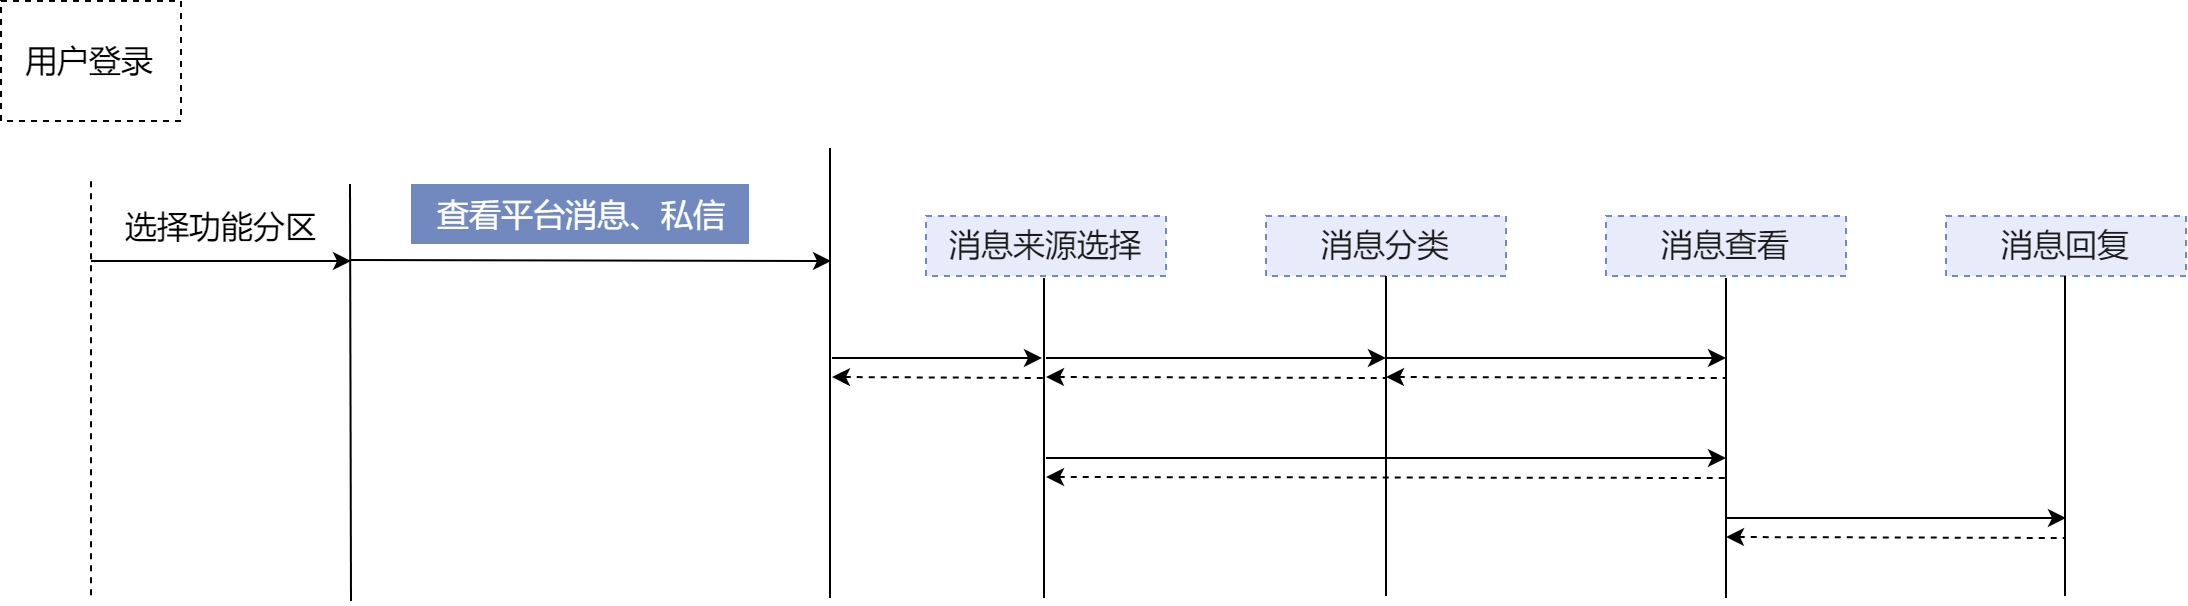 用户登录
选择功能分区
查看平台消息、私信
消息来源选择
消息分类
消息查看
消息回复